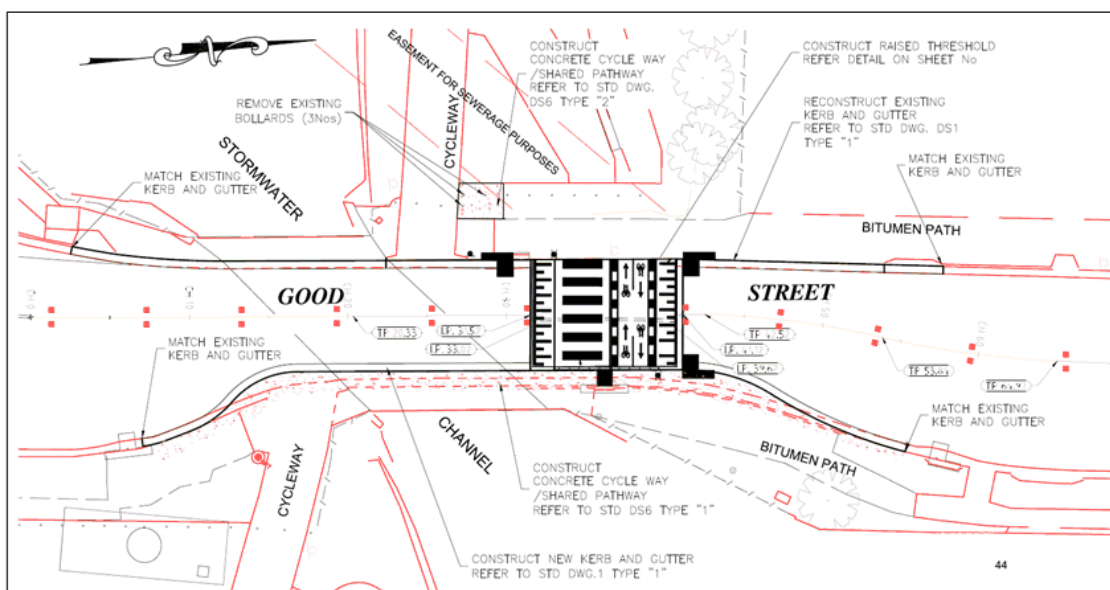 CONSTRUCT
CONCRETE CYCLE WAY
/SHARED PATHWAY
REFER TO STD DWG.
DS6 TYPE "2"
EASEMENT FOR SEWERAGE PURPOSES
CONSTRUCT RAISED THRESHOLD
REFER DETAIL ON SHEET No
REMOVE EXISTING
BOLLARDS (3Nos)
RECONSTRUCT EXISTING
KERB AND GUTTER
REFER TO STD DWG. DS1
TYPE "1"
CYCLEWAY
STORMWATER
MATCH EXISTING
KERB AND GUTTER
MATCH EXISTING
KERB AND GUTTER
BITUMEN PATH
GOOD
STREET
MATCH EXISTING
KERB AND GUTTER
MATCH EXISTING
KERB AND GUTTER
CHANNEL
BITUMEN PATH
CYCLEWAY
CONSTRUCT
CONCRETE CYCLE WAY
/SHARED PATHWAY
REFER TO STD DS6 TYPE "1"
CONSTRUCT NEW KERB AND GUTTER
REFER TO STD DWG.1 TYPE "1"
44